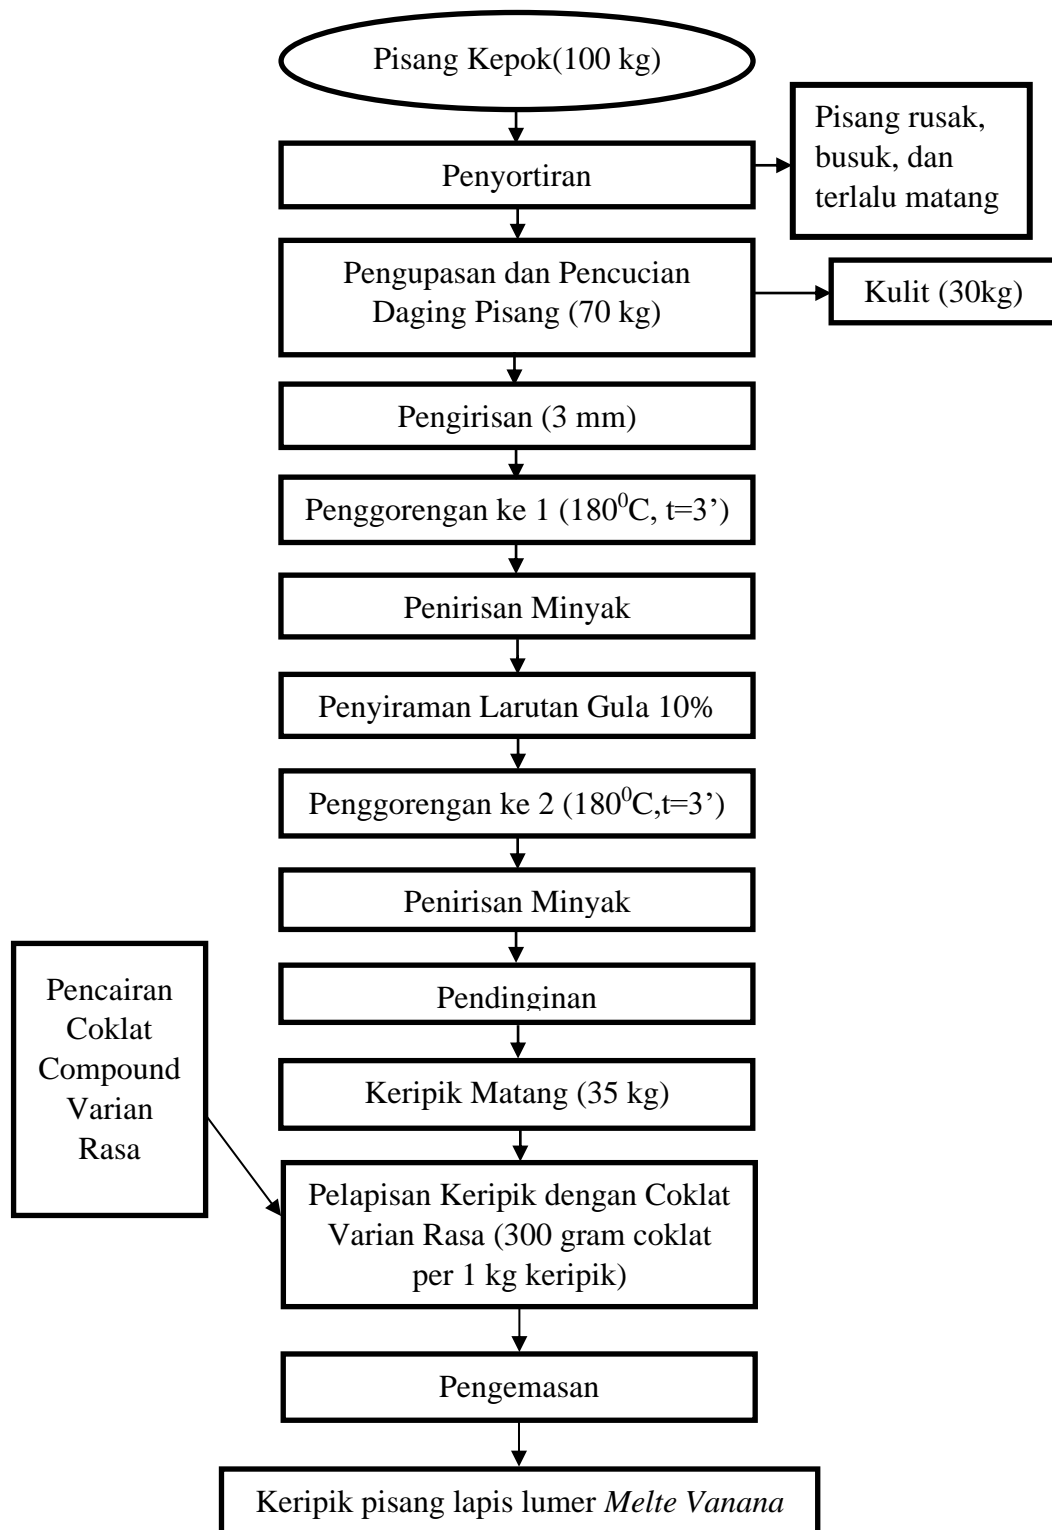 Pisang Kepok(100 kg)
Pisang rusak,
busuk, dan
terlalu matang
Penyortiran
Pengupasan dan Pencucian
Daging Pisang (70 kg)
Kulit (30kg)
Pengirisan (3 mm)
Penggorengan ke 1 (180⁰C, t=3’)
Penirisan Minyak
Penyiraman Larutan Gula 10%
Penggorengan ke 2 (180⁰C,t=3’)
Penirisan Minyak
Pendinginan
Pencairan
Coklat
Compound
Varian
Rasa
Keripik Matang (35 kg)
Pelapisan Keripik dengan Coklat
Varian Rasa (300 gram coklat
per 1 kg keripik)
Pengemasan
Keripik pisang lapis lumer Melte Vanana